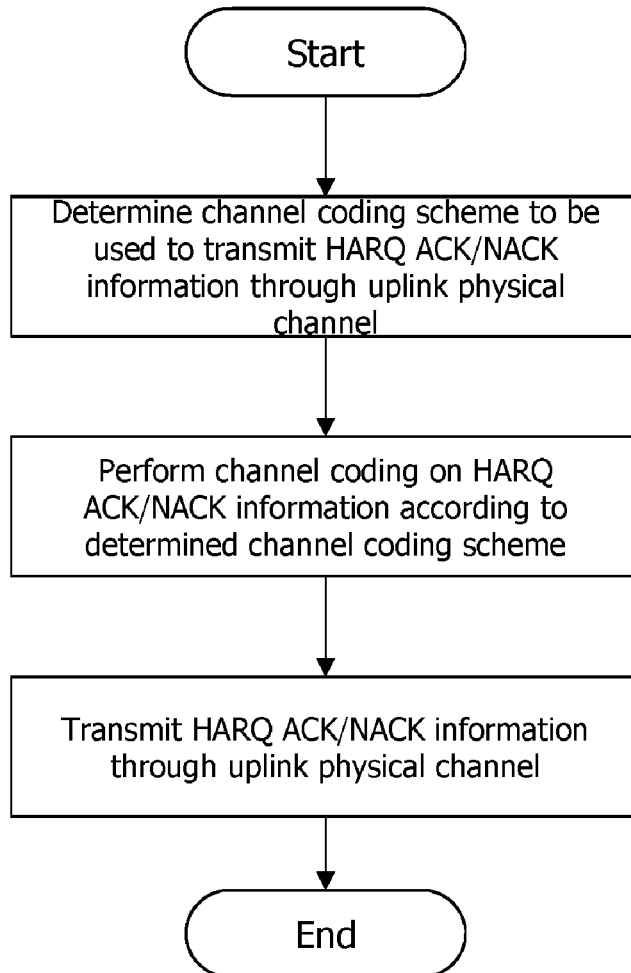 Start
Determine channel coding scheme to be
used to transmit HARQ ACK/NACK
information through uplink physical
channel
Perform channel coding on HARQ
ACK/NACK information according to
determined channel coding scheme
Transmit HARQ ACK/NACK information
through uplink physical channel
End